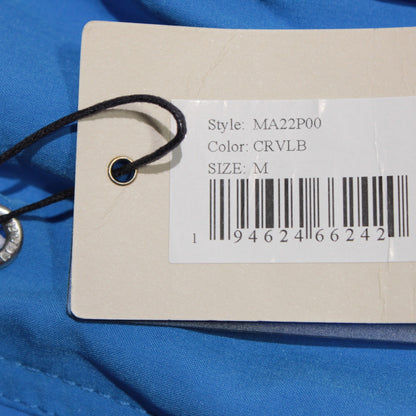 Style: MA22P00
Color: CRVLB
SIZE: M
1 94624 66242